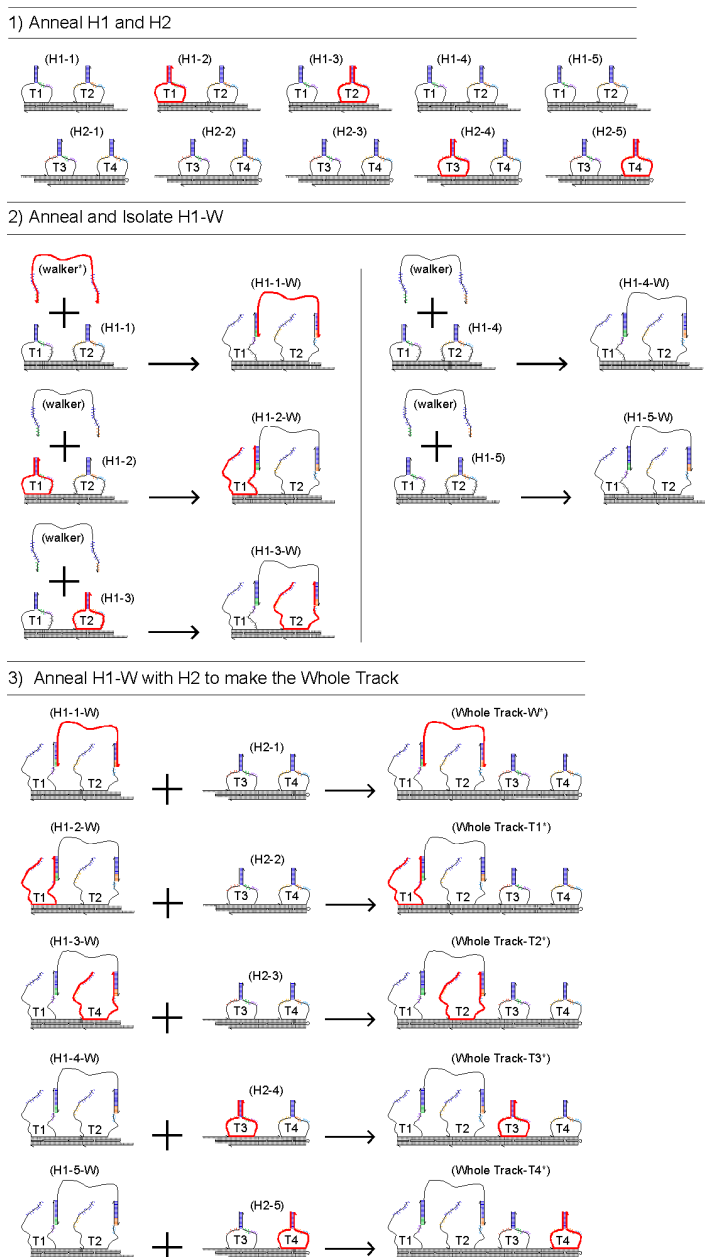 1) Anneal H1 and H2
(H1-1) (H1-2) (H1-3) (H1-4) (H1-5)
T1 T2 T1 T2 T1 T2 T1 T2 T1 T2
(H2-1) (H2-2) (H2-3) (H2-4) (H2-5)
T3 T4 T3 T4 T3 T4 T3 T4 T3 T4
2) Anneal and Isolate H1-W
(walker*) (H1-1-W)
(H1-1)
T1 T2 T1 T2
(walker) (H1-2-W)
(H1-2)
T1 T2 T1 T2
(walker) (H1-3-W)
(H1-3)
T1 T2 T1 T2
(walker) (H1-4-W)
(H1-4)
T1 T2 T1 T2
(walker) (H1-5-W)
(H1-5)
T1 T2 T1 T2
3) Anneal H1-W with H2 to make the Whole Track
(H1-1-W) (H2-1) (Whole Track-W*)
T1 T2 T3 T4 T1 T2 T3 T4
(H1-2-W) (H2-2) (Whole Track-T1*)
T1 T2 T3 T4 T1 T2 T3 T4
(H1-3-W) (H2-3) (Whole Track-T2*)
T1 T4 T3 T4 T1 T2 T3 T4
(H1-4-W) (H2-4) (Whole Track-T3*)
T1 T2 T3 T4 T1 T2 T3 T4
(H1-5-W) (H2-5) (Whole Track-T4*)
T1 T2 T3 T4 T1 T2 T3 T4